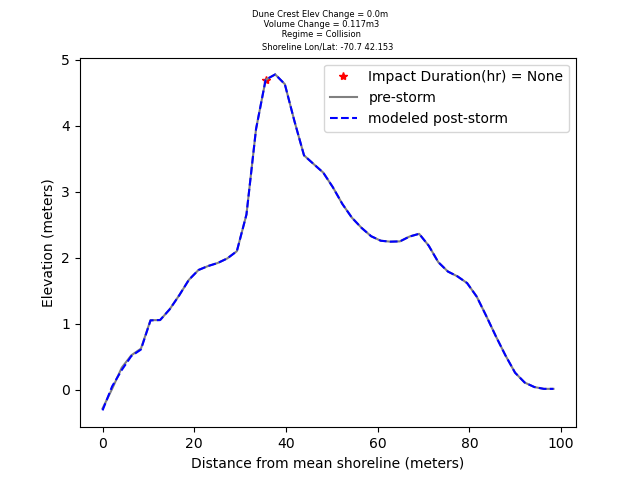 Dune Crest Elev Change = 0.0m
Volume Change = 0.117m3
Regime = Collision
Shoreline Lon/Lat: -70.7 42.153
Impact Duration(hr) = None
pre-storm
modeled post-storm
Elevation (meters)
5
4
3
2
1
0
0 20 40 60 80 100
Distance from mean shoreline (meters)